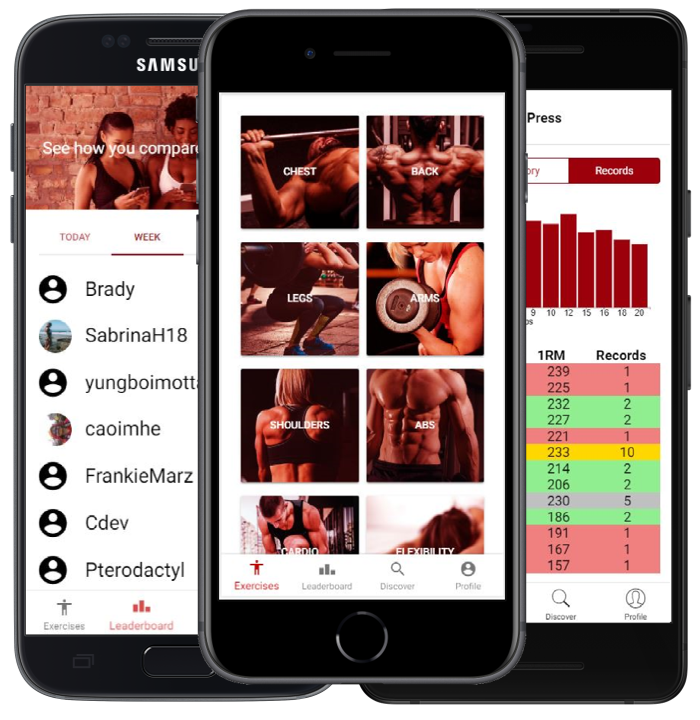 SAMSU
See how you compare
TODAY
WEEK
Brady
SabrinaH18
yungboimotta
caoimhe
FrankieMarz
Cdev
Pterodactyl
Exercises
Leaderboard
CHEST
BACK
LEGS
ARMS
SHOULDERS
ABS
CARDIO
FLEXIBILITY
Exercises
Leaderboard
Discover
Profile
Press
ory
Records
9 10 12 15 16 18 20
ps
1RM Records
239 1
225 1
232 2
227 2
221 1
233 10
214 2
206 2
230 5
186 2
191 1
167 1
157 1
Discover
Profile